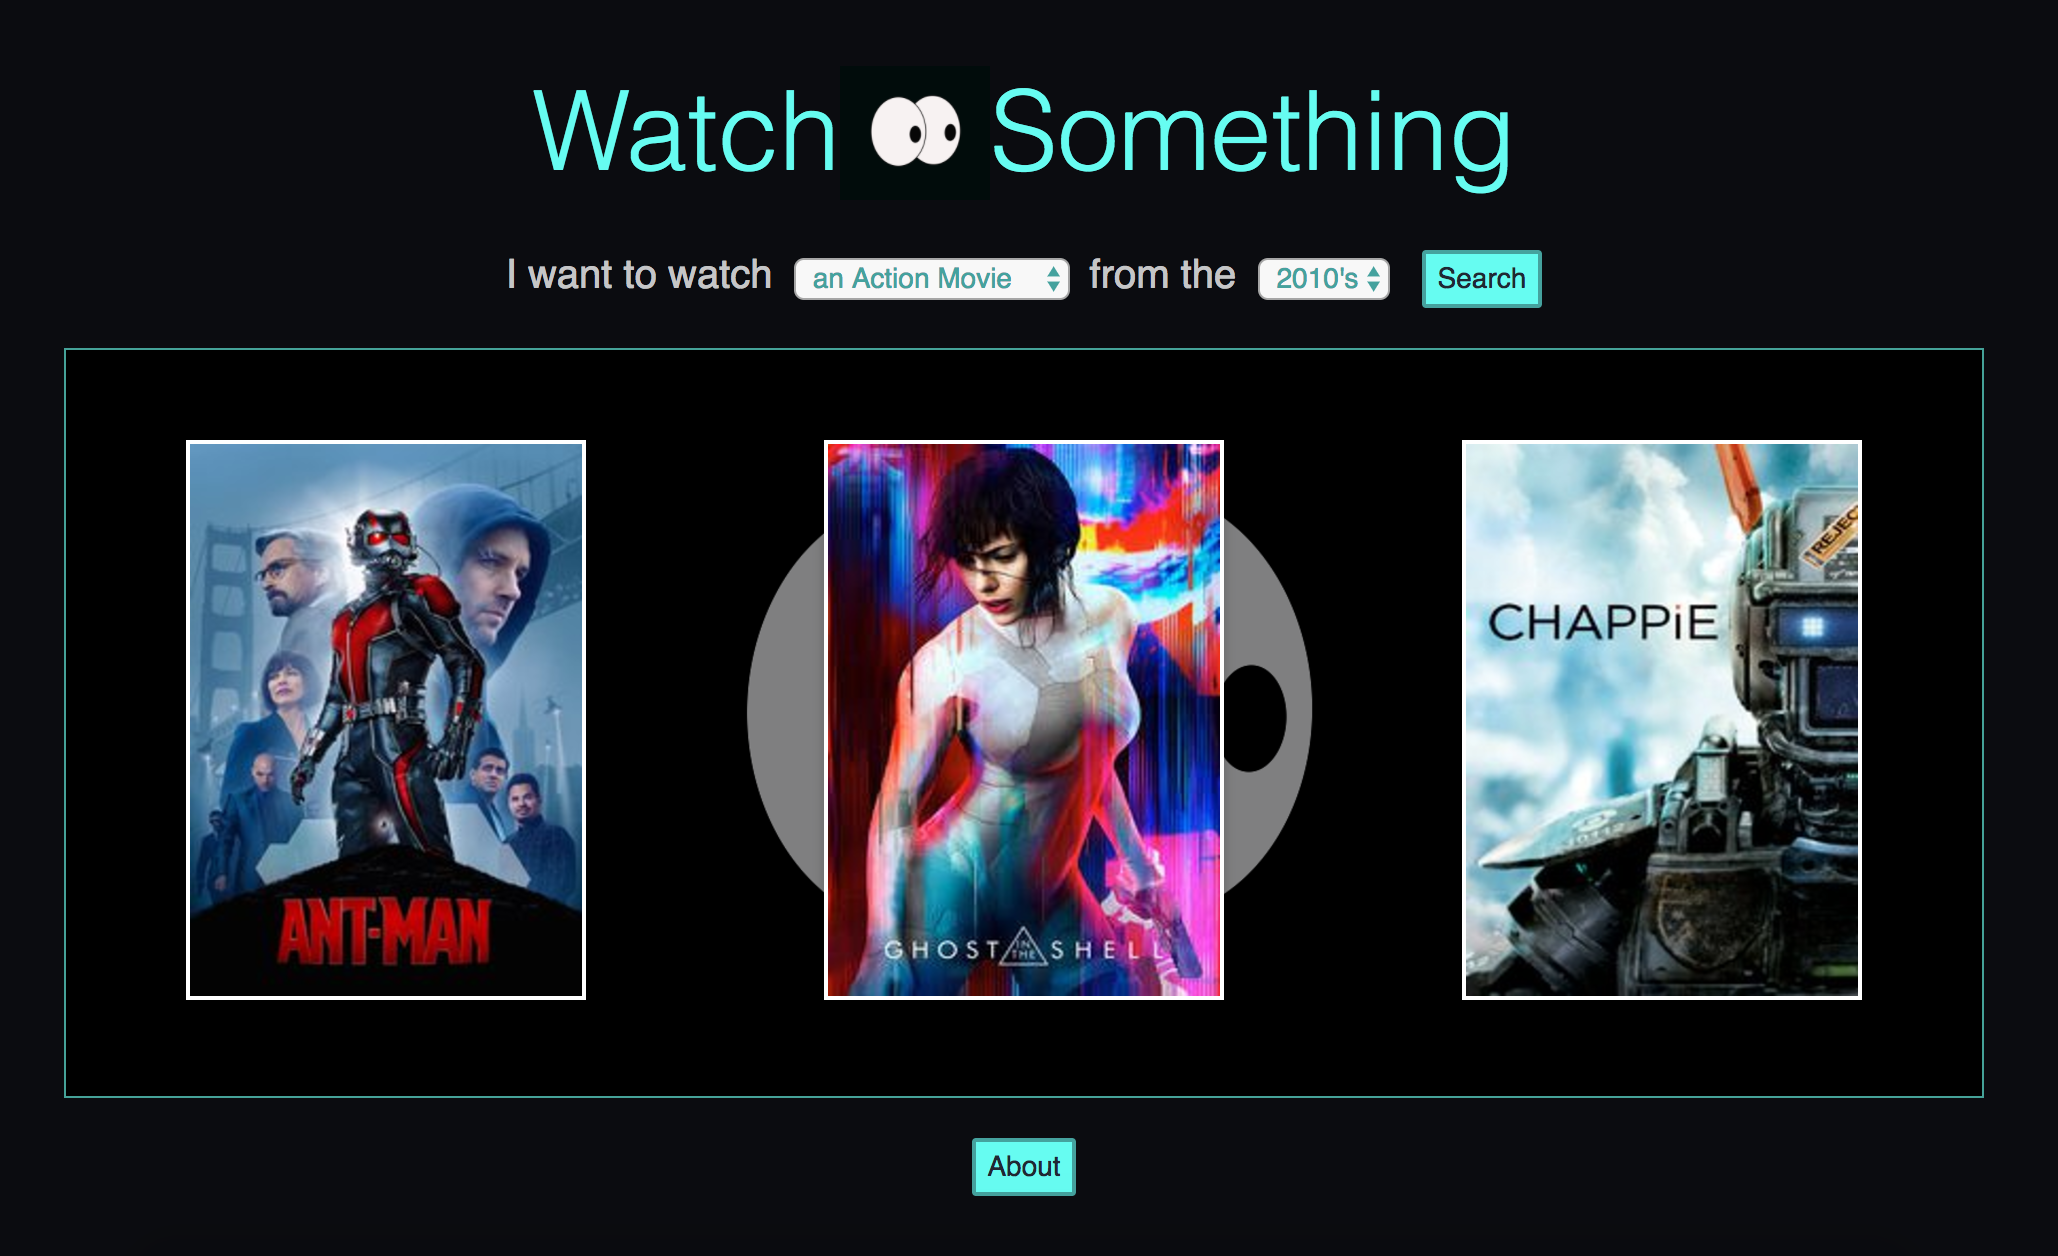 Watch Something
I want to watch an Action Movie from the 2010's Search
ANT-MAN
GHOST IN THE SHELL
CHAPPiE
REJEC
About